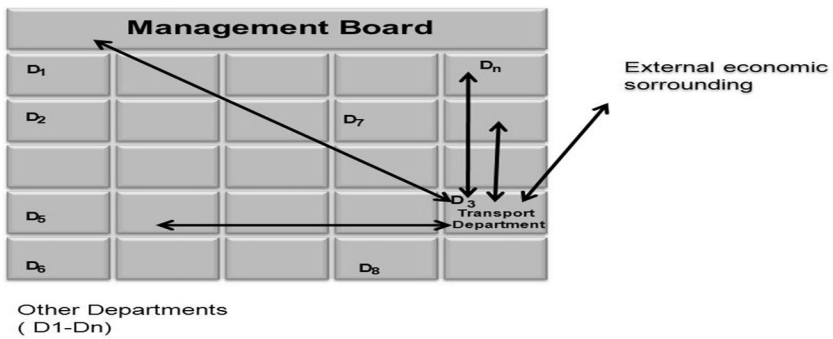 Management Board
D1
Dn
External economic
sorrounding
D2
D7
D3
Transport
Department
D5
D6
D8
Other Departments
( D1-Dn)